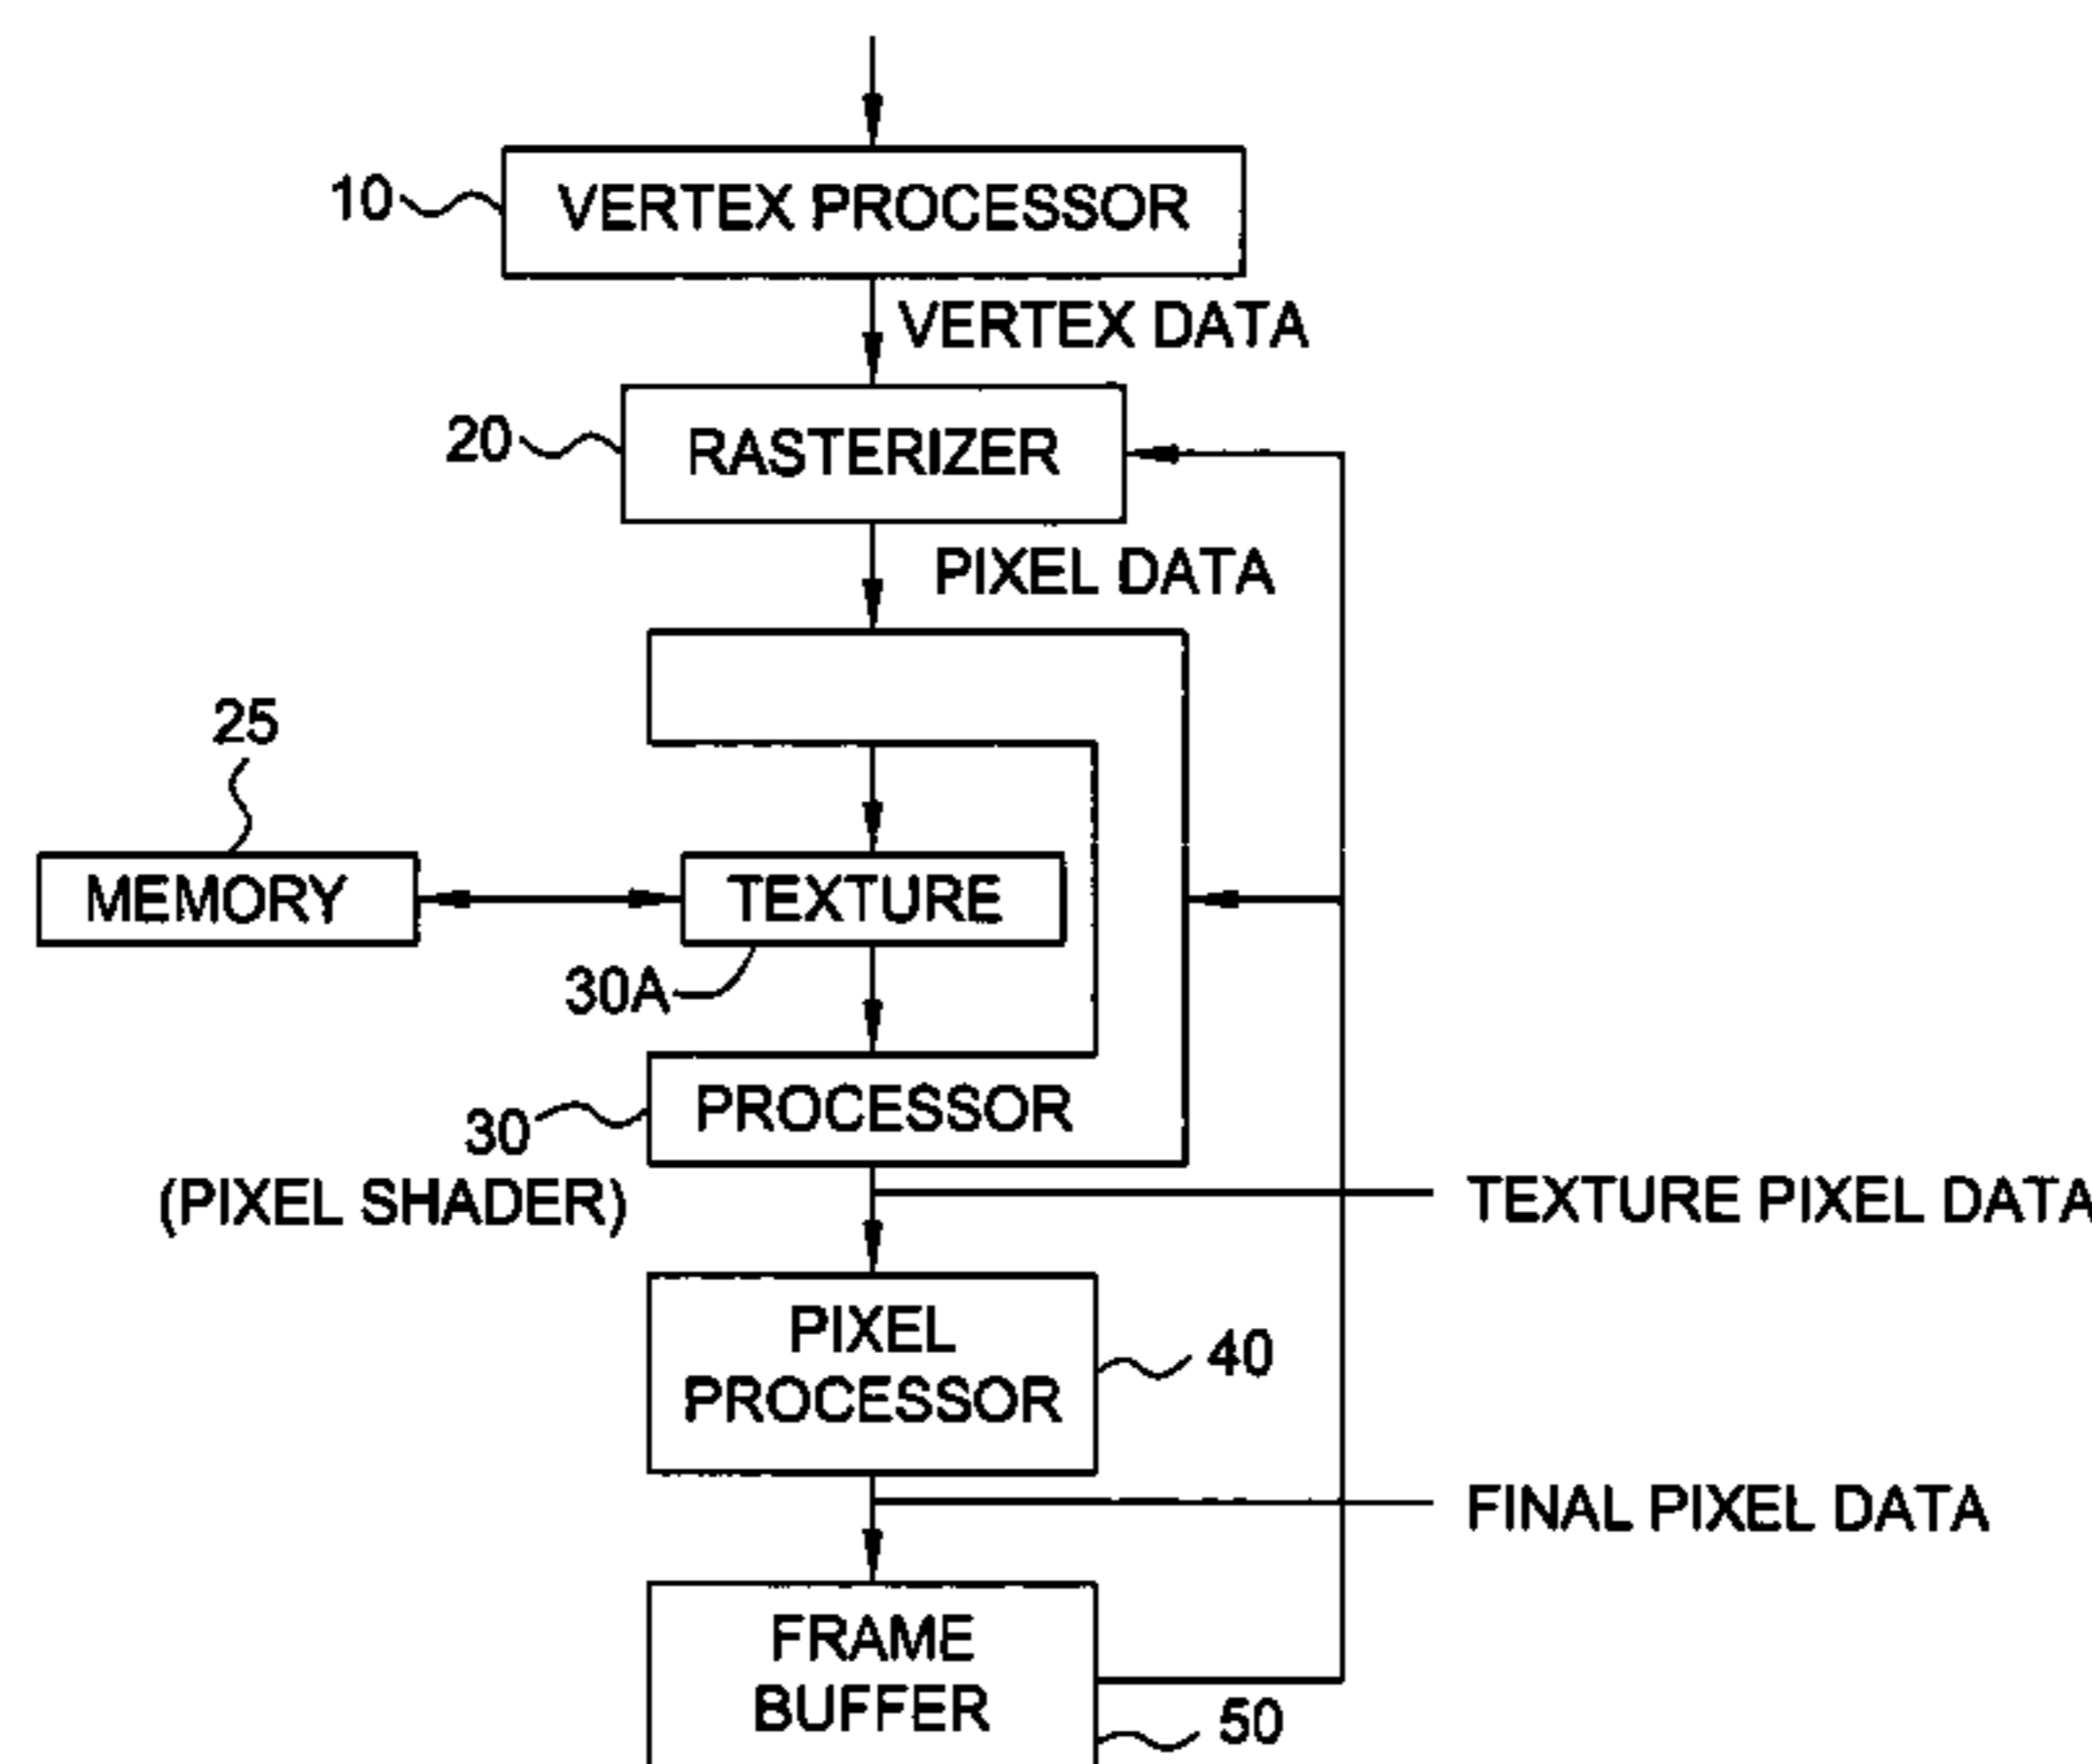 10
VERTEX PROCESSOR
VERTEX DATA
20
RASTERIZER
PIXEL DATA
25
MEMORY
TEXTURE
30A
PROCESSOR
30
(PIXEL SHADER)
TEXTURE PIXEL DATA
PIXEL
PROCESSOR
40
FINAL PIXEL DATA
FRAME
BUFFER
50